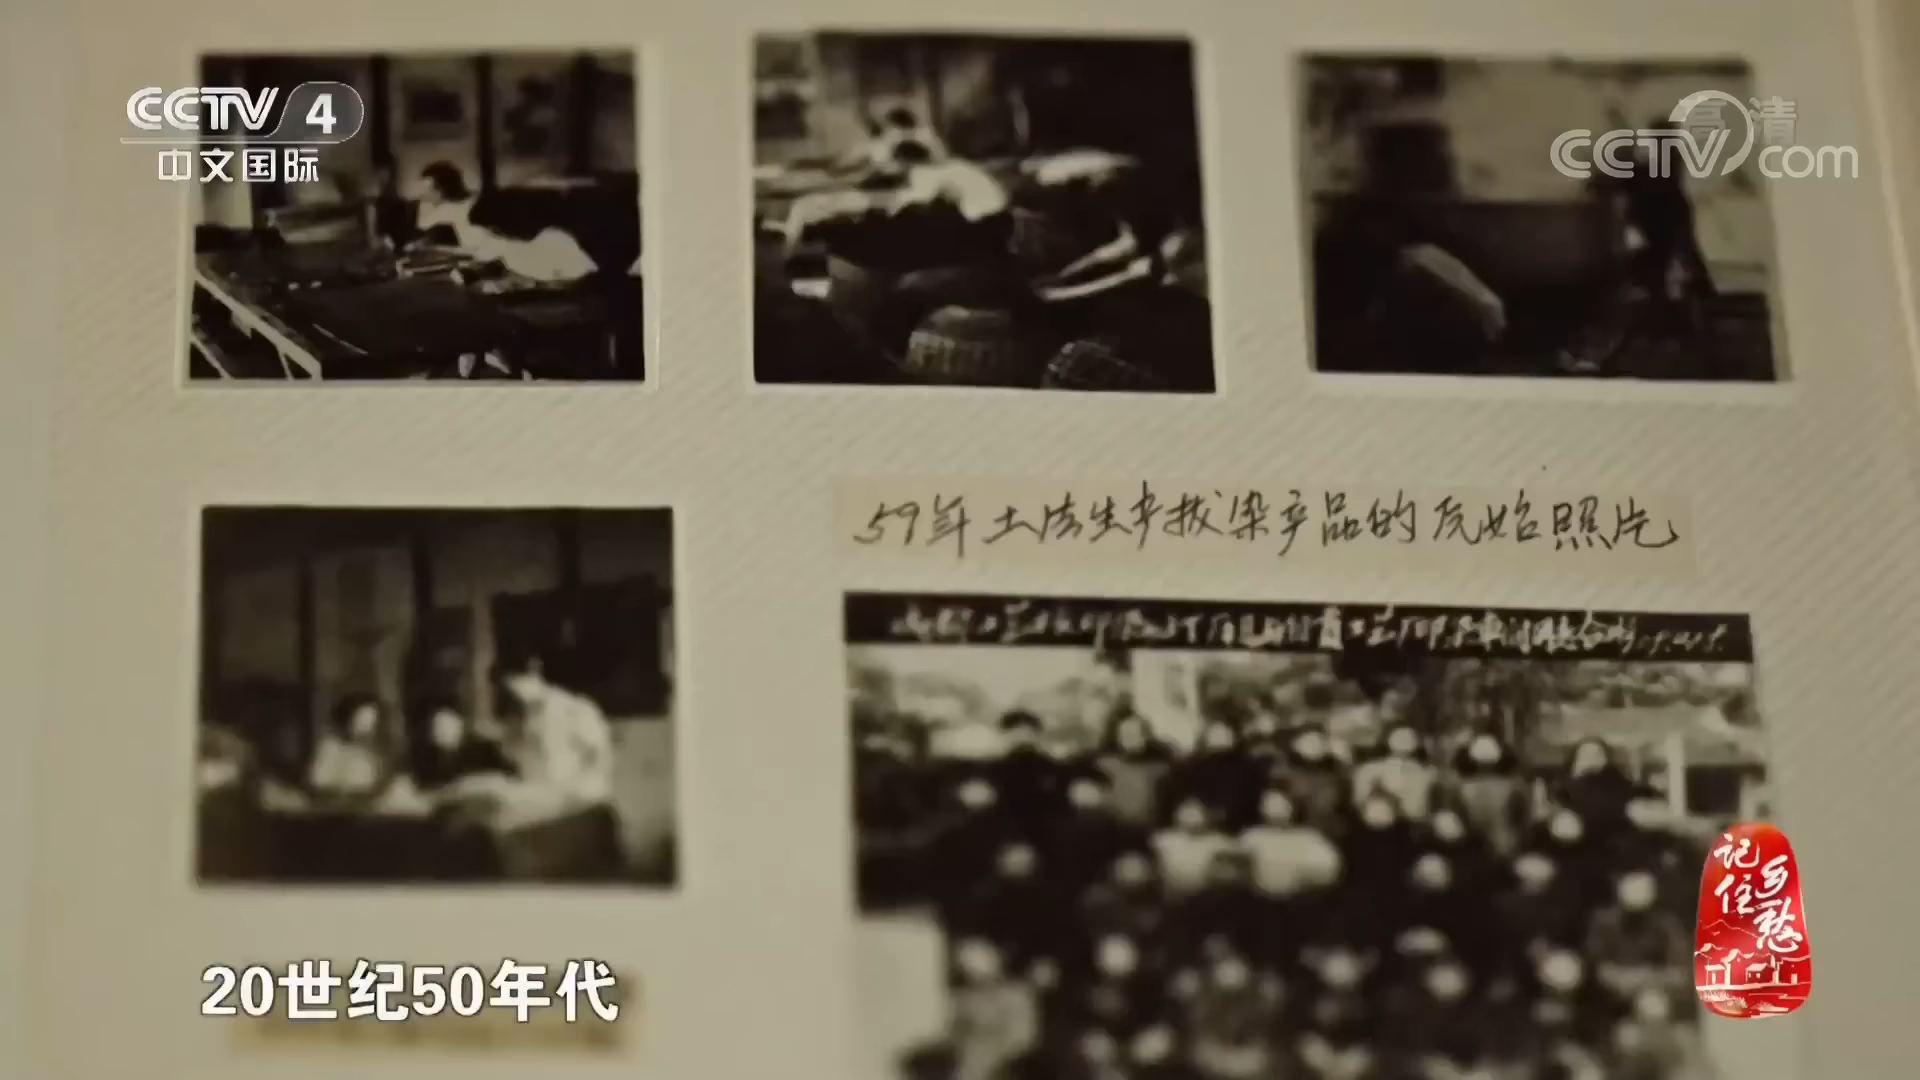 CCTV 4
中文国际
高清
CCTV com
59年土法生产拔染产品的原始照片
记住乡愁
20世纪50年代